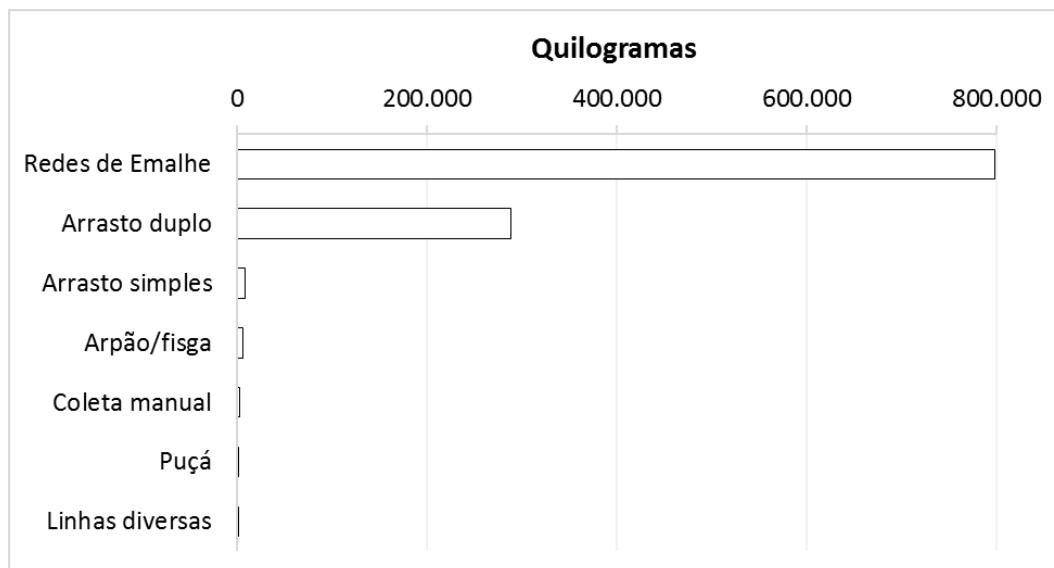 Quilogramas
0 200.000 400.000 600.000 800.000
Redes de Emalhe
Arrasto duplo
Arrasto simples
Arpão/fisga
Coleta manual
Puçá
Linhas diversas